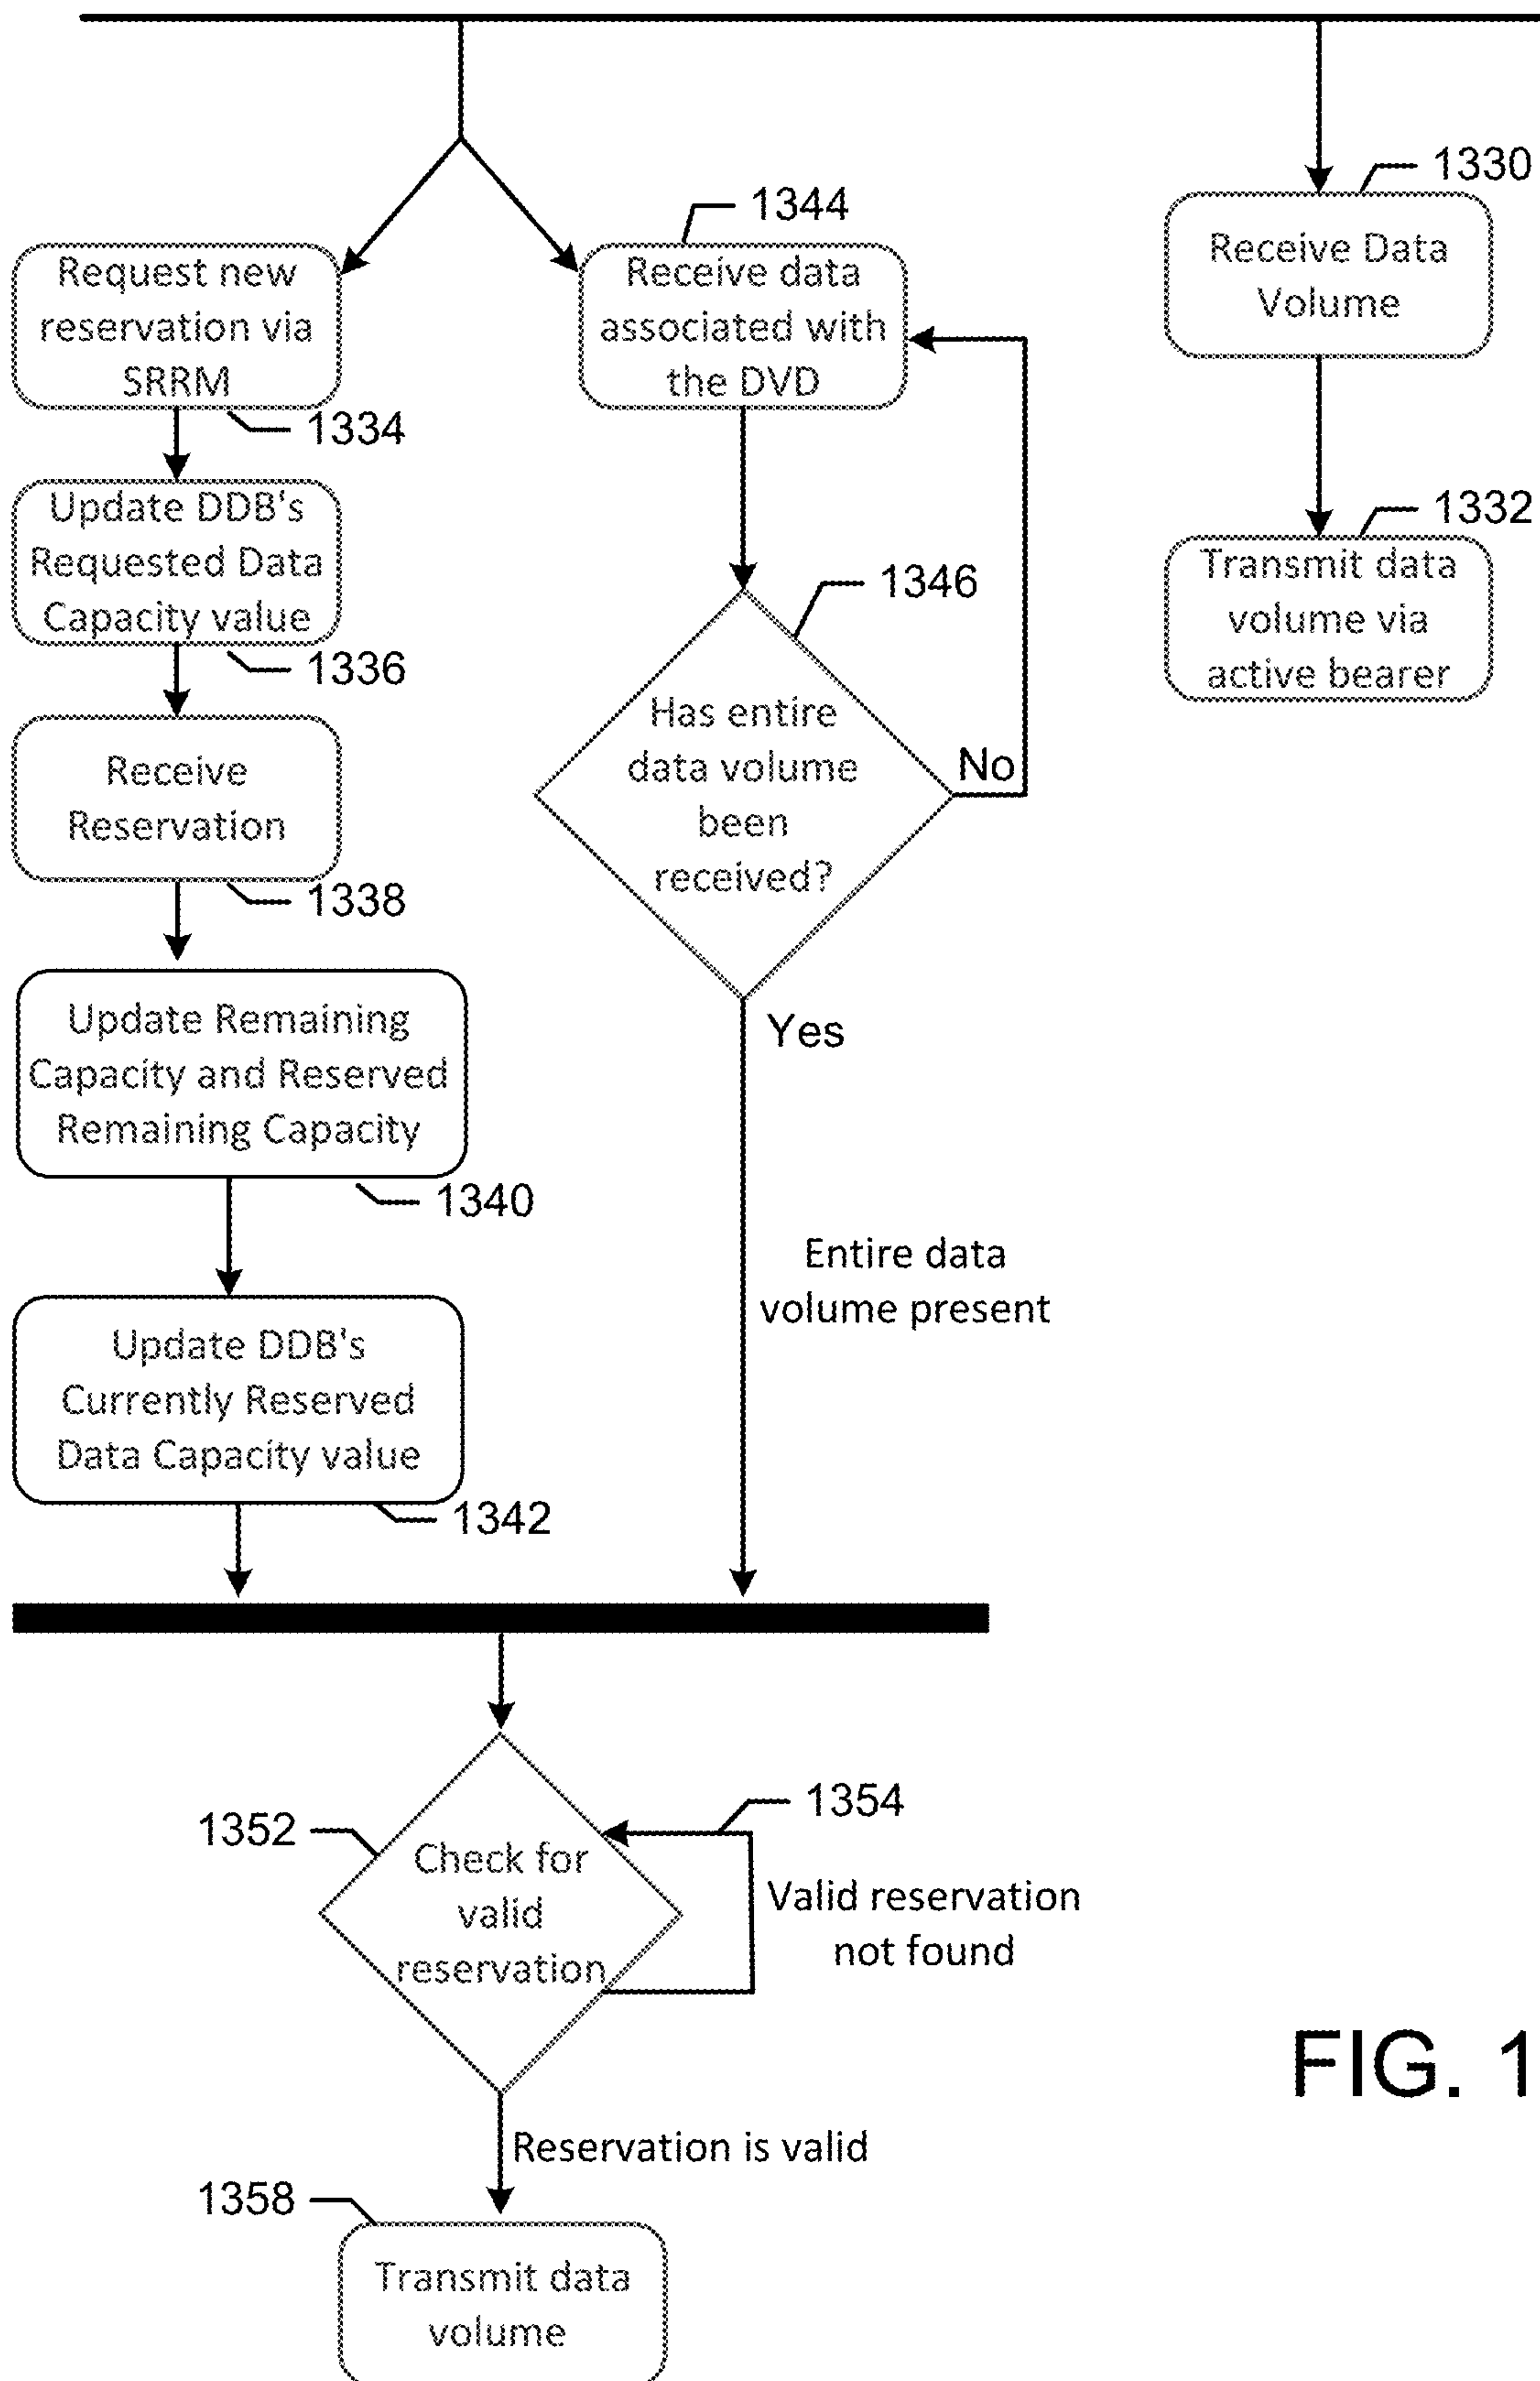 1330
Receive Data
Volume
1344
Request new
reservation via
SRRM
1334
Receive data
associated with
the DVD
1332
Transmit data
volume via
active bearer
Update DDB's
Requested Data
Capacity value
1336
1346
Has entire
data volume
been
received?
No
Yes
Receive
Reservation
1338
Update Remaining
Capacity and Reserved
Remaining Capacity
1340
Entire data
volume present
Update DDB's
Currently Reserved
Data Capacity value
1342
1352
Check for
valid
reservation
1354
Valid reservation
not found
Reservation is valid
1358
Transmit data
volume
FIG. 1